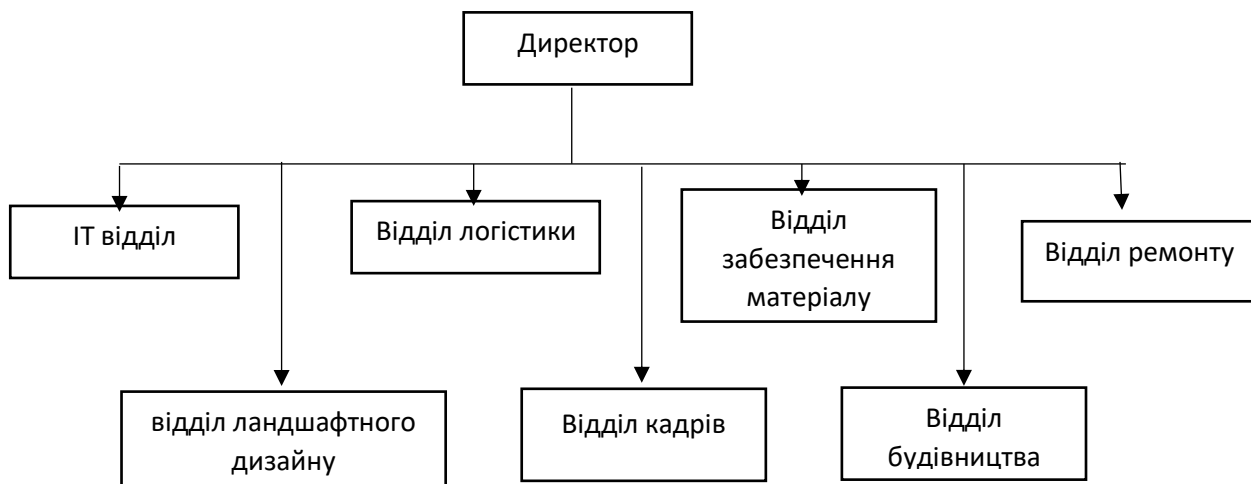 Директор
ІТ відділ
Відділ логістики
Відділ
забезпечення
матеріалу
Відділ ремонту
відділ ландшафтного
дизайну
Відділ кадрів
Відділ
будівництва